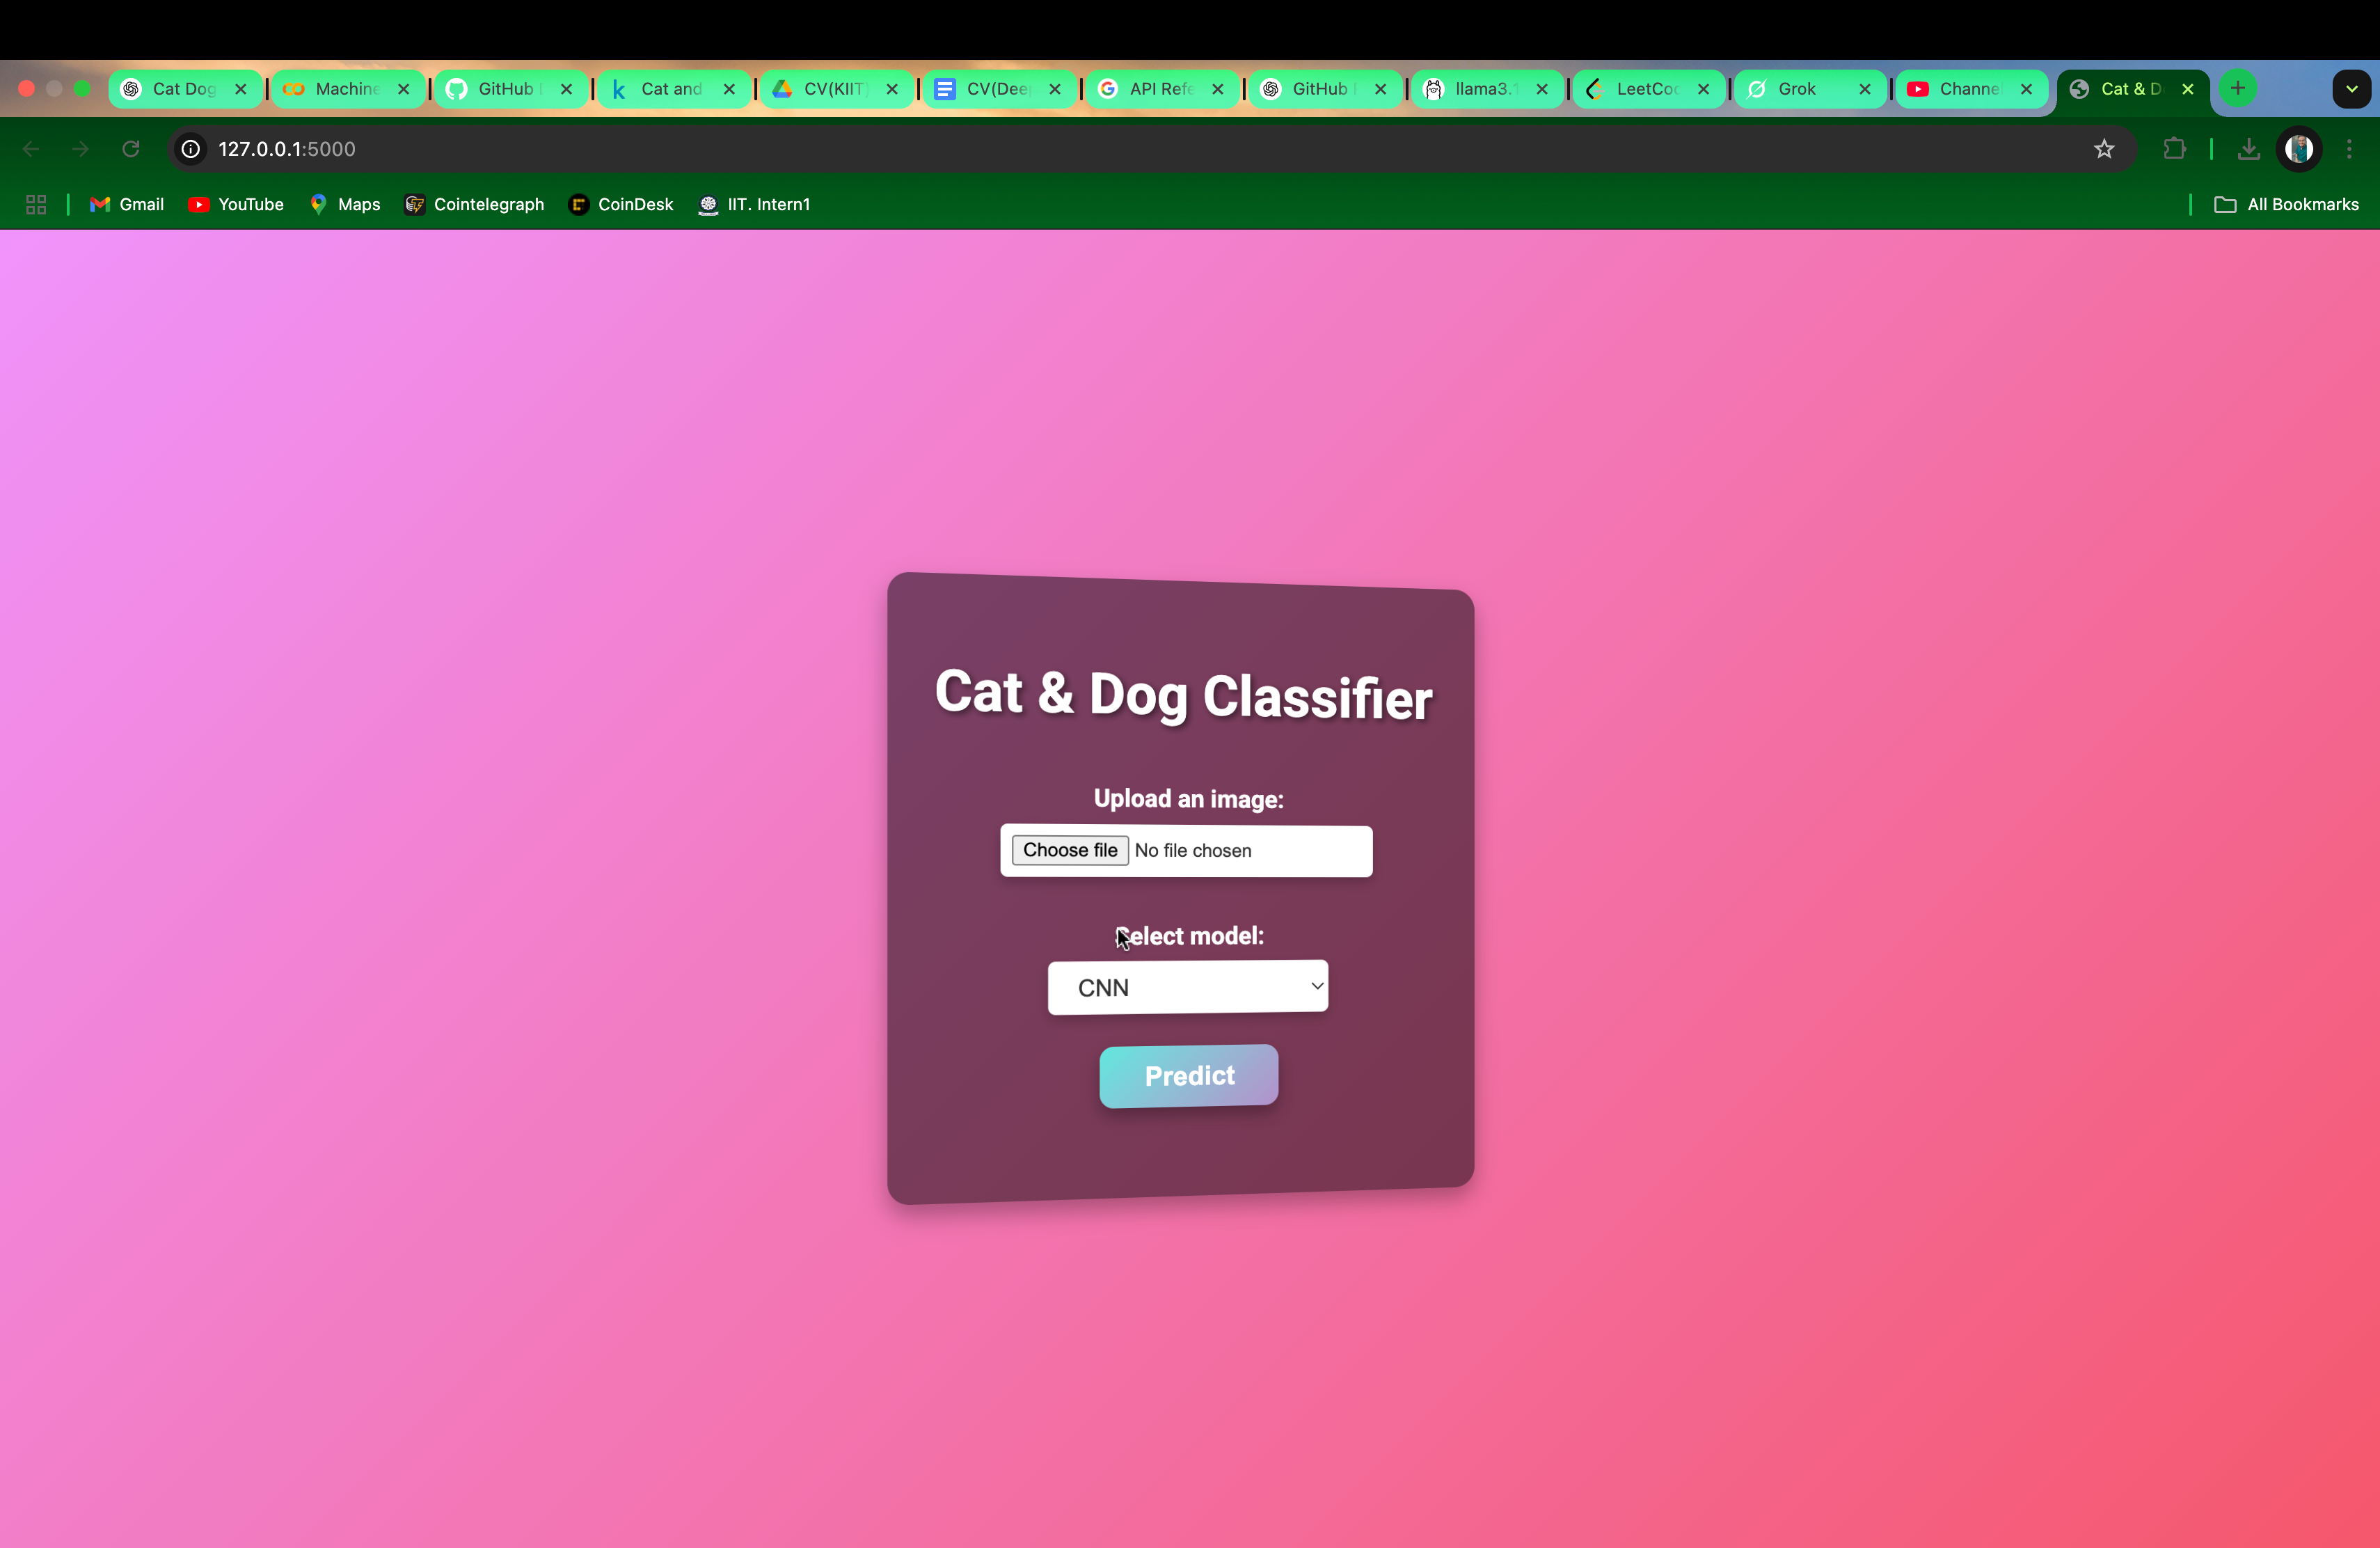 Cat Dog
Machine
GitHub
Cat and
CV(KIIT)
CV(Dee
API Refe
GitHub
llama3.1
LeetCo
Grok
Channe
Cat & D
127.0.0.1:5000
Gmail
YouTube
Maps
Cointelegraph
CoinDesk
IIT. Intern1
All Bookmarks
Cat & Dog Classifier
Upload an image:
Choose file No file chosen
Select model:
CNN
Predict